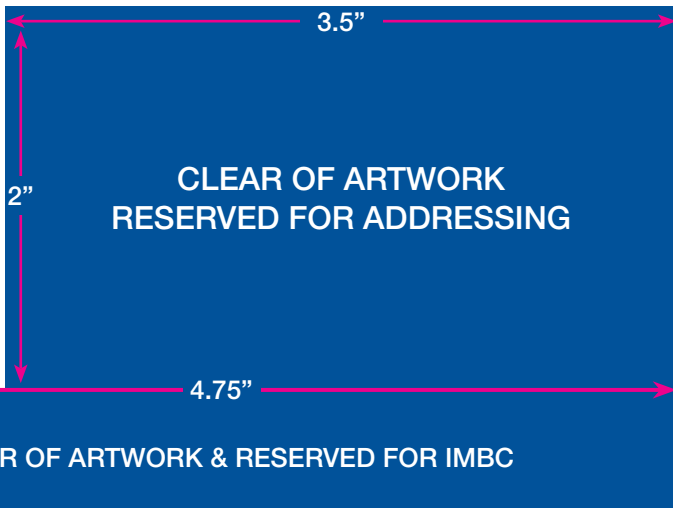 3.5”
CLEAR OF ARTWORK
RESERVED FOR ADDRESSING
2”
4.75”
OF ARTWORK & RESERVED FOR IMBC